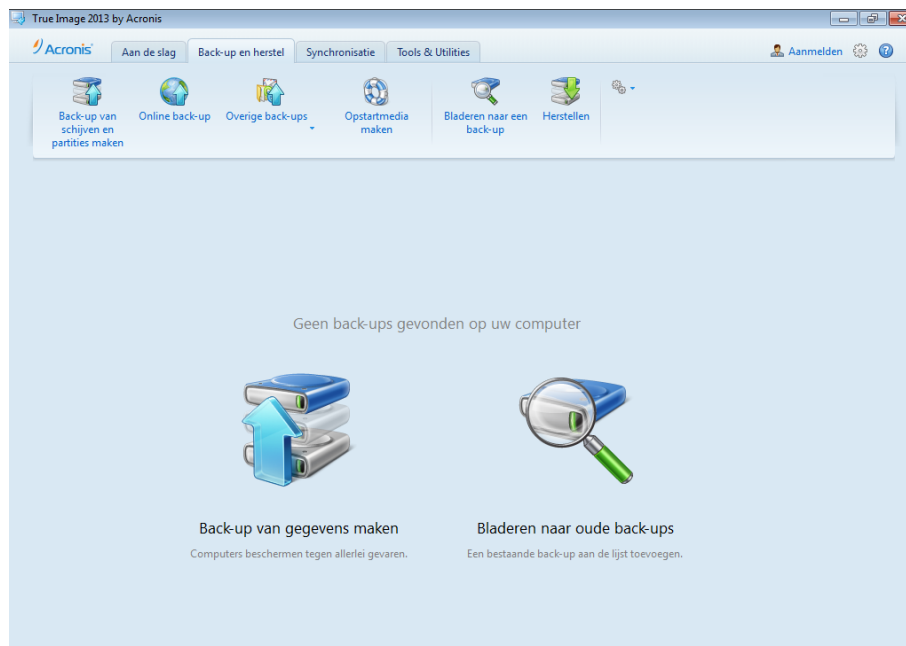 True Image 2013 by Acronis
Acronis
Aan de slag
Back-up en herstel
Synchronisatie
Tools & Utilities
Aanmelden
Back-up van
schijven en
partities maken
Online back-up
Overige back-ups
Opstartmedia
maken
Bladeren naar een
back-up
Herstellen
Geen back-ups gevonden op uw computer
Back-up van gegevens maken
Computers beschermen tegen allerlei gevaren.
Bladeren naar oude back-ups
Een bestaande back-up aan de lijst toevoegen.